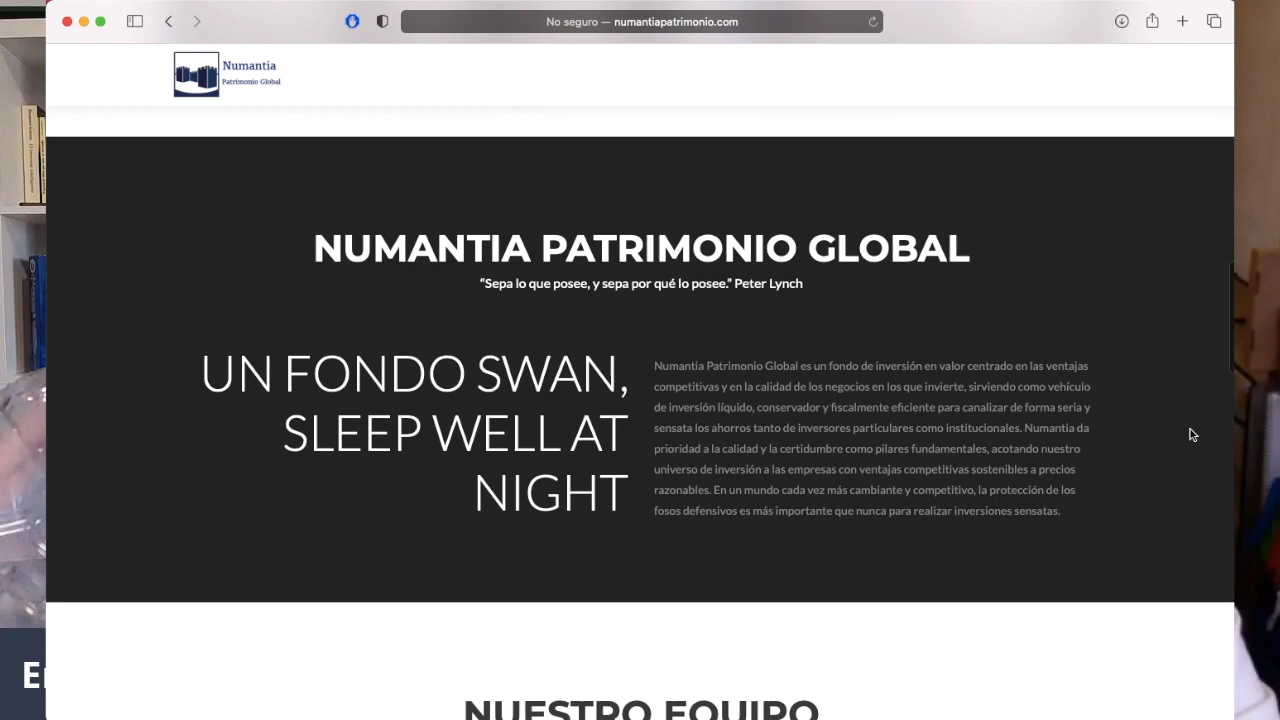 No seguro — numantiapatrimonio.com
Numantia
Patrimonio Global
NUMANTIA PATRIMONIO GLOBAL
“Sepa lo que posee, y sepa por qué lo posee.” Peter Lynch
UN FONDO SWAN,
SLEEP WELL AT
NIGHT
Numantia Patrimonio Global es un fondo de inversión en valor centrado en las ventajas
competitivas y en la calidad de los negocios en los que invierte, sirviendo como vehículo
de inversión líquido, conservador y fiscalmente eficiente para canalizar de forma seria y
sensata los ahorros tanto de inversores particulares como institucionales. Numantia da
prioridad a la calidad y la certidumbre como pilares fundamentales, acotando nuestro
universo de inversión a las empresas con ventajas competitivas sostenibles a precios
razonables. En un mundo cada vez más cambiante y competitivo, la protección de los
fosos defensivos es más importante que nunca para realizar inversiones sensatas.
NUESTRO EQUIPO